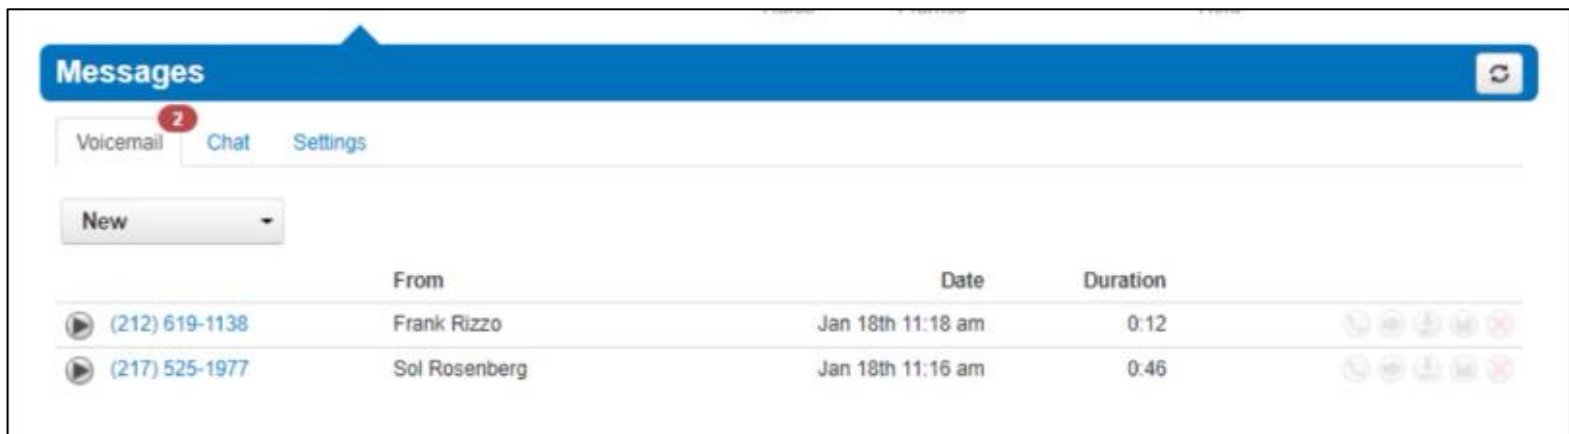 Messages
2
Voicemail Chat Settings
New
From Date Duration
(212) 619-1138 Frank Rizzo Jan 18th 11:18 am 0:12
(217) 525-1977 Sol Rosenberg Jan 18th 11:16 am 0:46